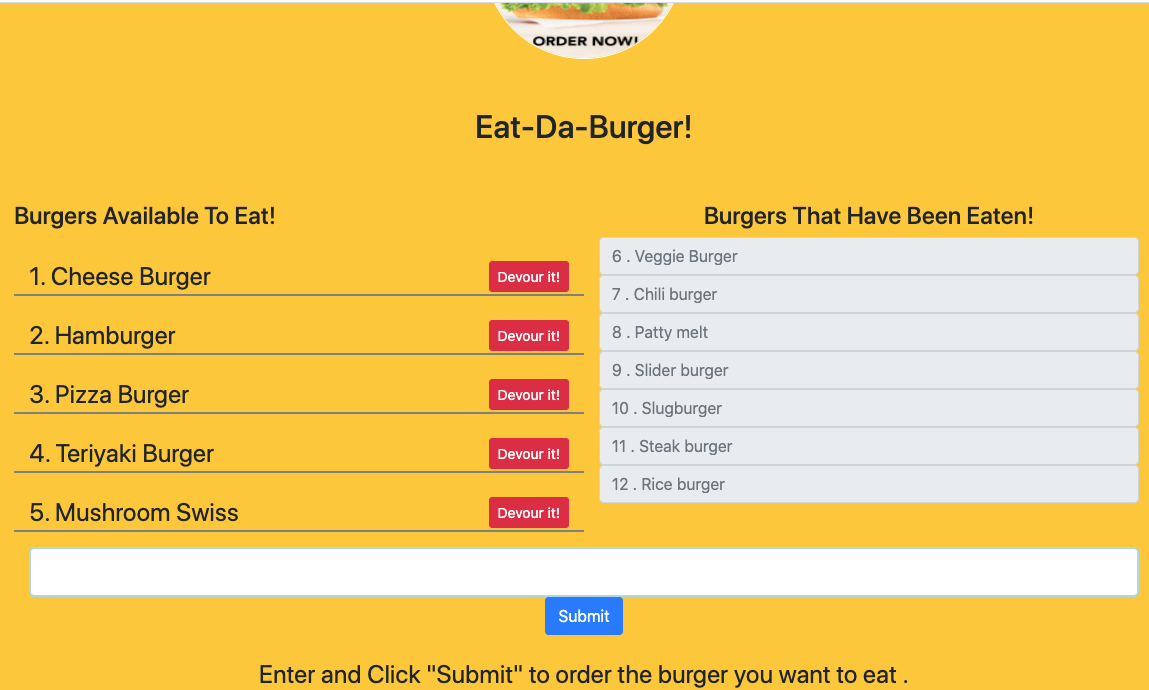 ORDER NOW!
Eat-Da-Burger!
Burgers Available To Eat!
1. Cheese Burger
Devour it!
2. Hamburger
Devour it!
3. Pizza Burger
Devour it!
4. Teriyaki Burger
Devour it!
5. Mushroom Swiss
Devour it!
Burgers That Have Been Eaten!
6 . Veggie Burger
7 . Chili burger
8 . Patty melt
9 . Slider burger
10 . Slugburger
11 . Steak burger
12 . Rice burger
Submit
Enter and Click "Submit" to order the burger you want to eat .